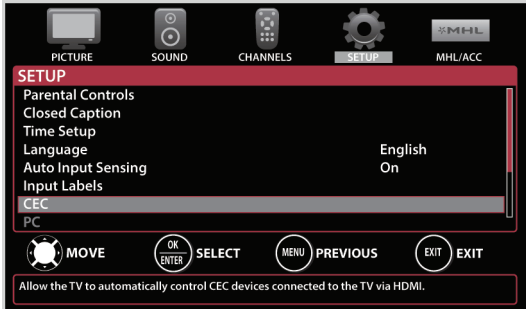 MHL
PICTURE SOUND CHANNELS SETUP MHL/ACC
SETUP
Parental Controls
Closed Caption
Time Setup
Language English
Auto Input Sensing On
Input Labels
CEC
PC
MOVE OK ENTER SELECT MENU PREVIOUS EXIT EXIT
Allow the TV to automatically control CEC devices connected to the TV via HDMI.